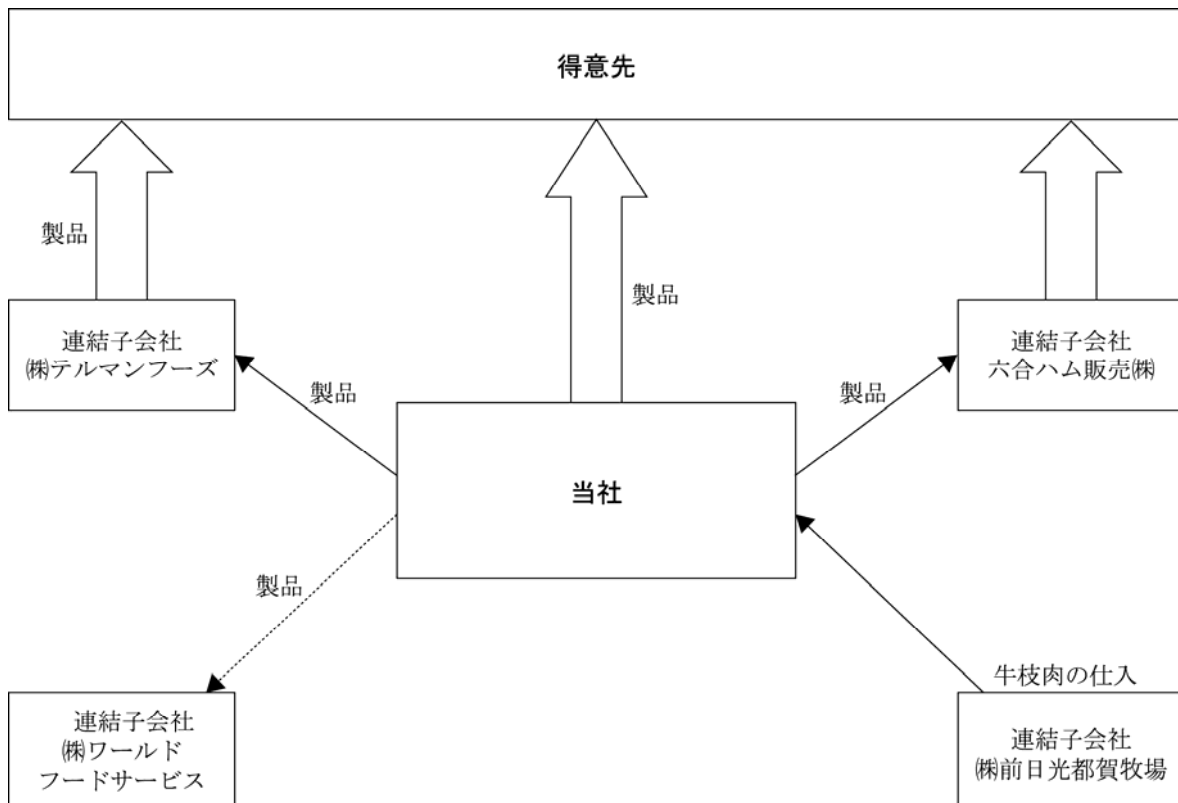 得意先
製品
製品
連結子会社
㈱テルマンフーズ
連結子会社
六合ハム販売㈱
製品
製品
当社
製品
牛枝肉の仕入
連結子会社
㈱ワールド
フードサービス
連結子会社
㈱前日光都賀牧場